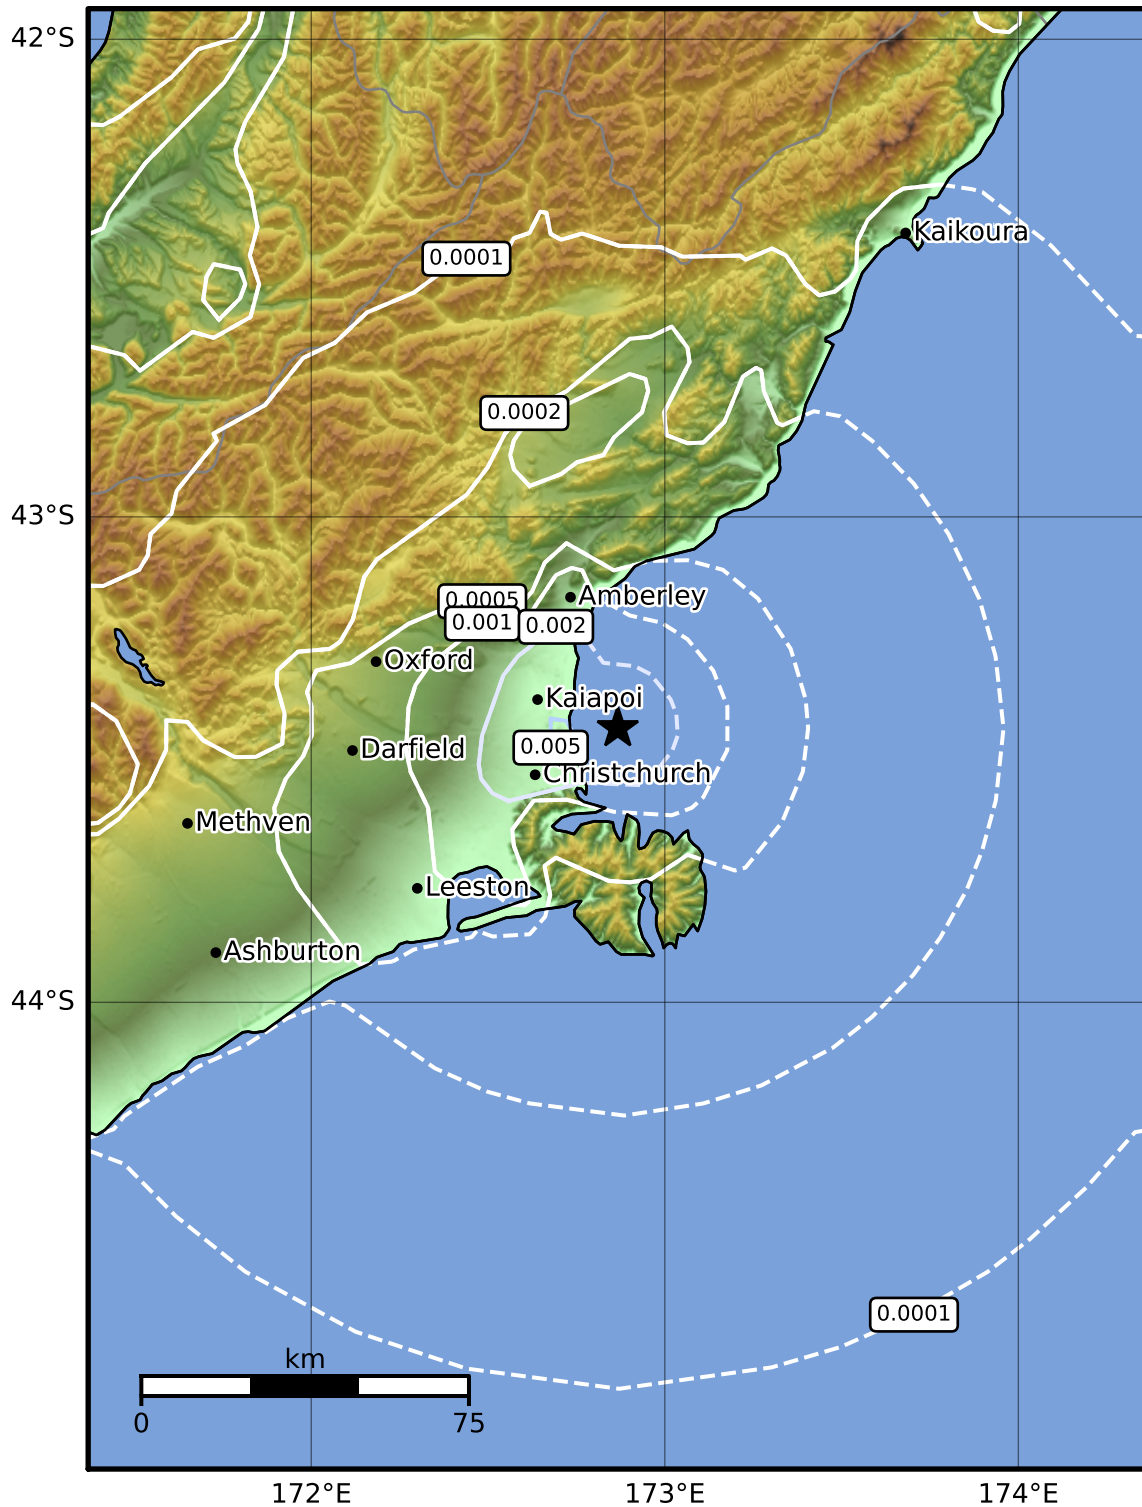 42°S
Kaikoura
0.0001
0.0002
43°S
0.0005
Amberley
0.001
0.002
Oxford
Kaiapoi
0.005
Darfield
Christchurch
Methven
Leeston
Ashburton
44°S
0.0001
km
0
75
172°E
173°E
174°E